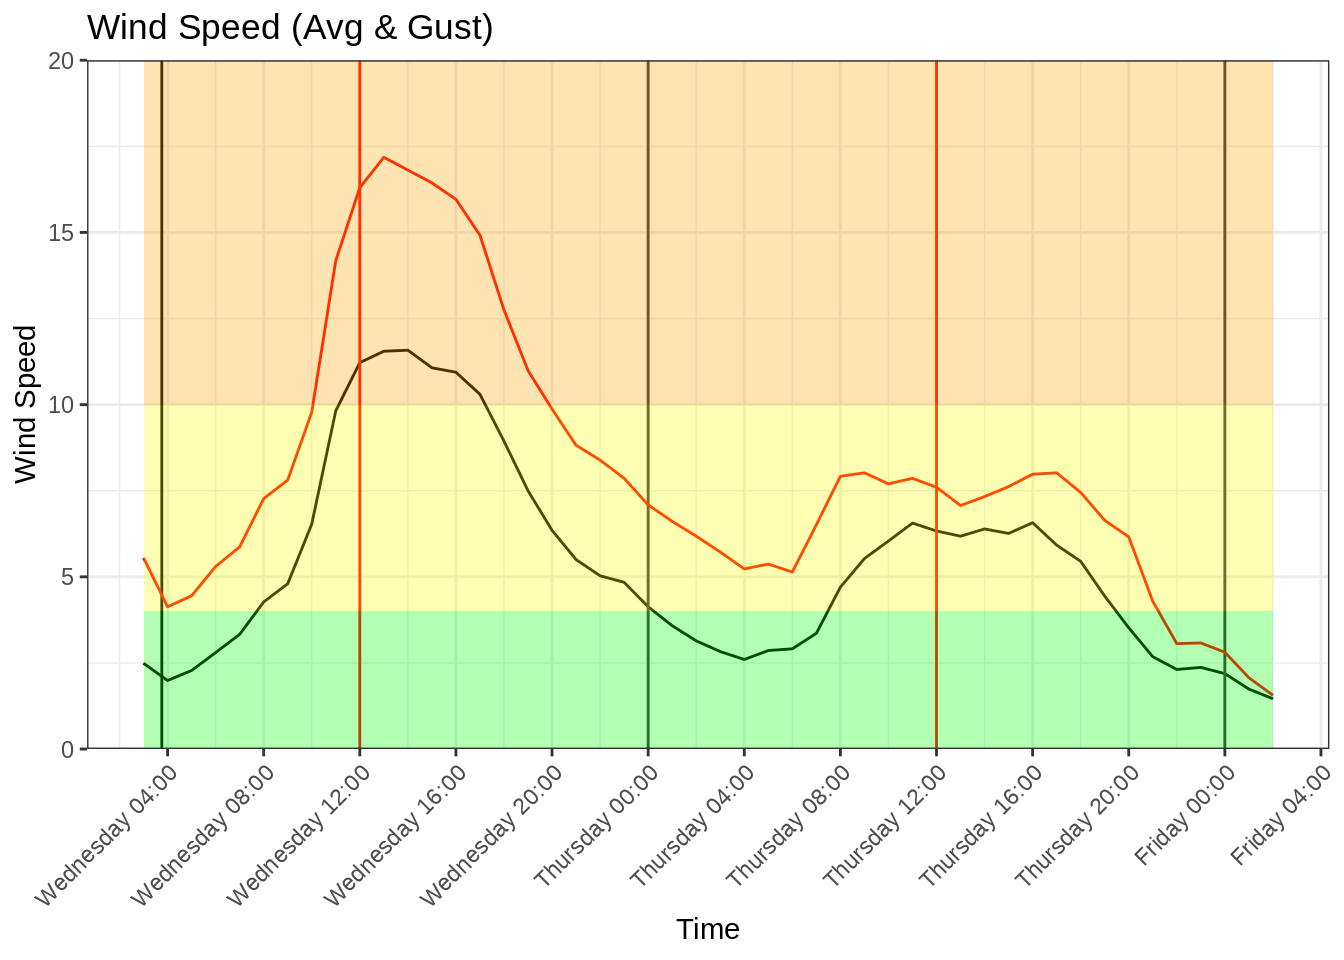 Wind Speed (Avg & Gust)
Wind Speed
20
15
10
5
0
Wednesday 04:00
Wednesday 08:00
Wednesday 12:00
Wednesday 16:00
Wednesday 20:00
Thursday 00:00
Thursday 04:00
Thursday 08:00
Thursday 12:00
Thursday 16:00
Thursday 20:00
Friday 00:00
Friday 04:00
Time